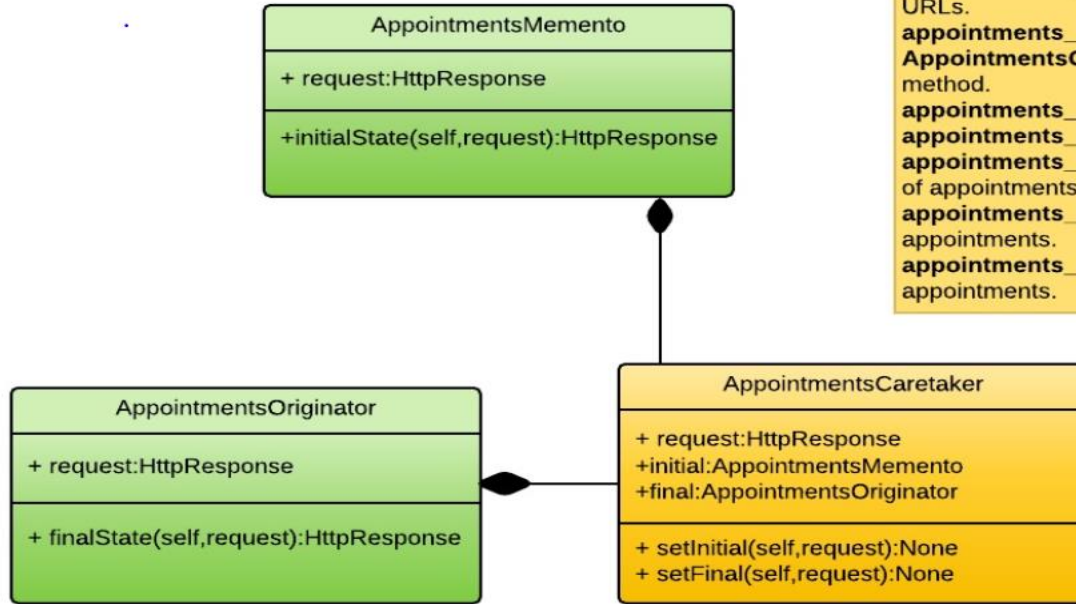 AppointmentsMemento
+ request:HttpResponse
+initialState(self,request):HttpResponse
URLs.
appointments_
AppointmentsC
method.
appointments_
appointments_
appointments_
of appointments
appointments_
appointments.
appointments_
appointments.
AppointmentsOriginator
+ request:HttpResponse
+ finalState(self,request):HttpResponse
AppointmentsCaretaker
+ request:HttpResponse
+initial:AppointmentsMemento
+final:AppointmentsOriginator
+ setInitial(self,request):None
+ setFinal(self,request):None